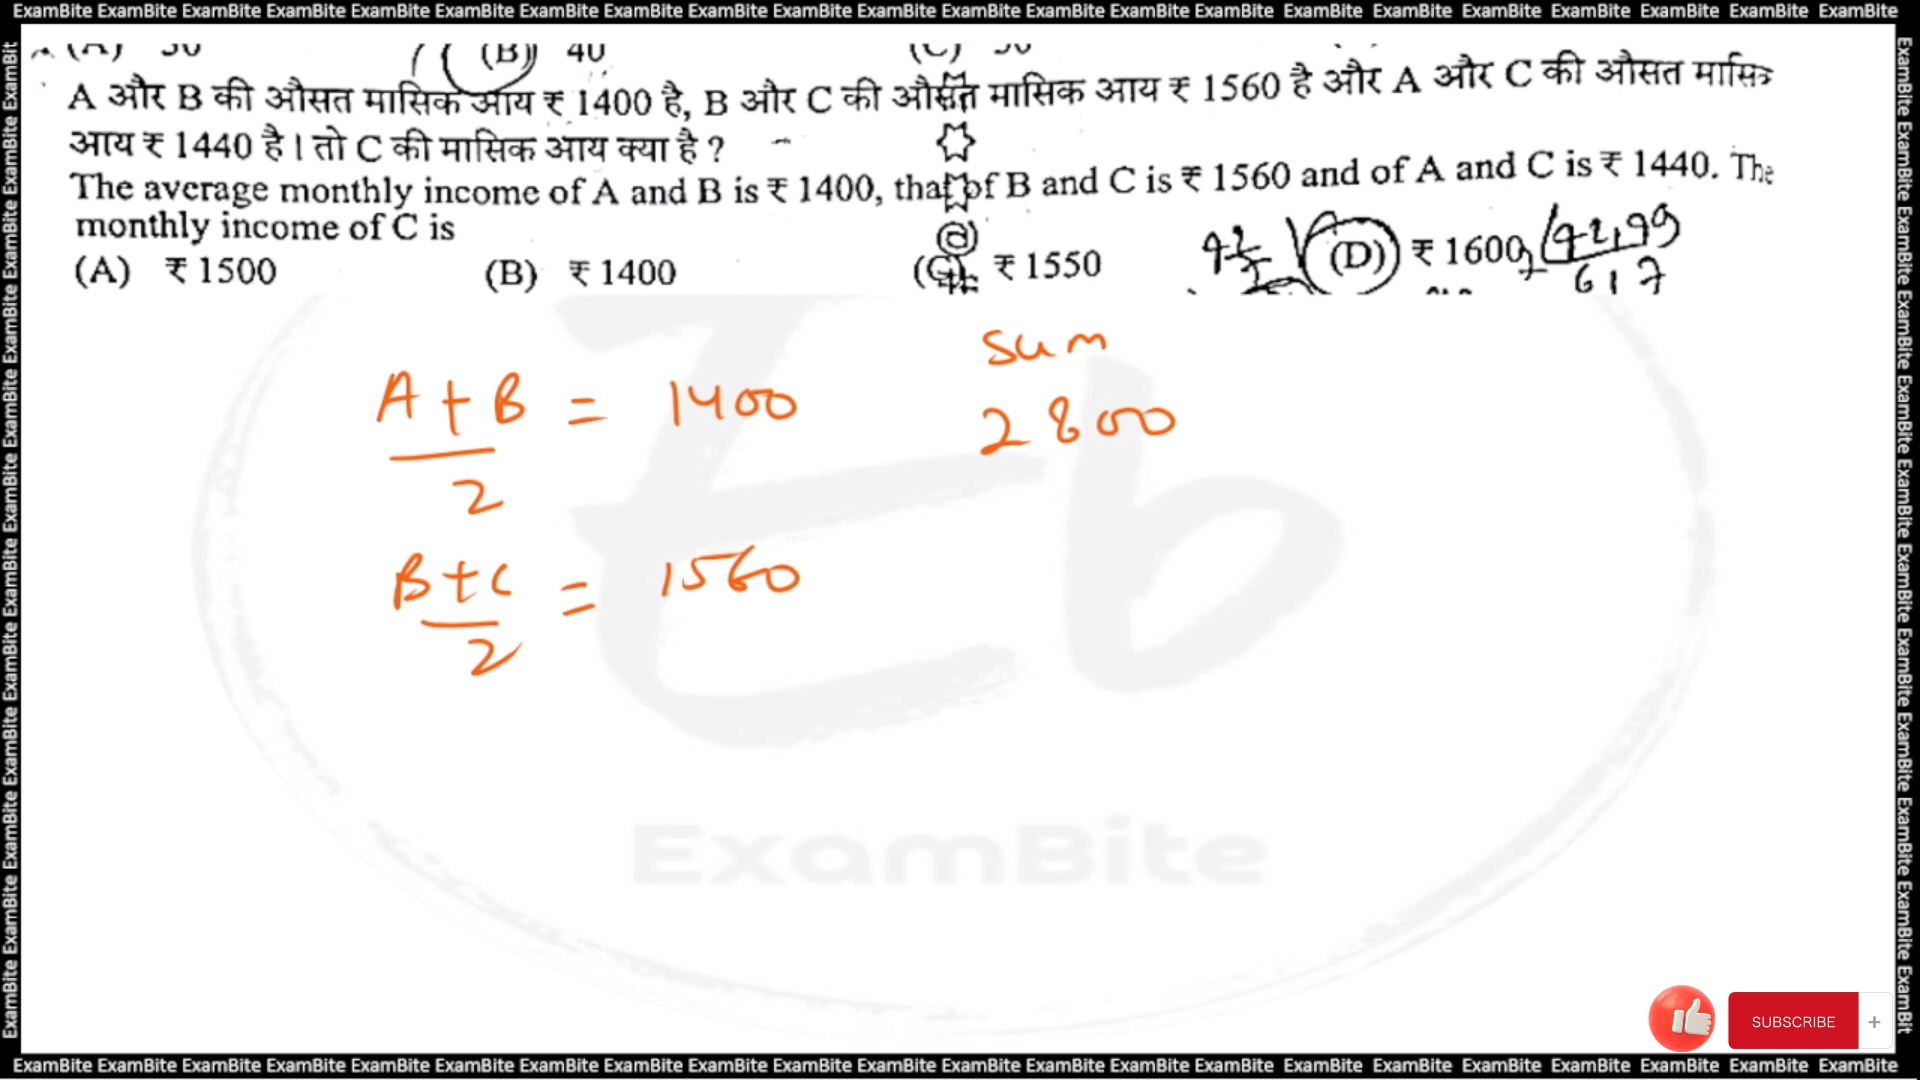 ExamBite ExamBite ExamBite ExamBite ExamBite ExamBite ExamBite ExamBite ExamBite ExamBite ExamBite ExamBite ExamBite ExamBite ExamBite ExamBite ExamBite ExamBite ExamBite ExamBite ExamBite ExamBite
(B) 40
A और B की औसत मासिक आय ₹ 1400 है, B और C की औसत मासिक आय ₹ 1560 है और A और C की औसत
आय ₹ 1440 है। तो C की मासिक आय क्या है ?
The average monthly income of A and B is ₹ 1400, that of B and C is ₹ 1560 and of A and C is ₹ 1440. The
monthly income of C is
(A) ₹ 1500 (B) ₹ 1400 (C) ₹ 1550 (D) ₹ 1600
617
sum
A + B = 1400 2800
2
B + C = 1560
2
Eb
ExamBite
SUBSCRIBE +
ExamBite ExamBite ExamBite ExamBite ExamBite ExamBite ExamBite ExamBite ExamBite ExamBite ExamBite ExamBite ExamBite ExamBite ExamBite ExamBite ExamBite ExamBite ExamBite ExamBite ExamBite ExamBite